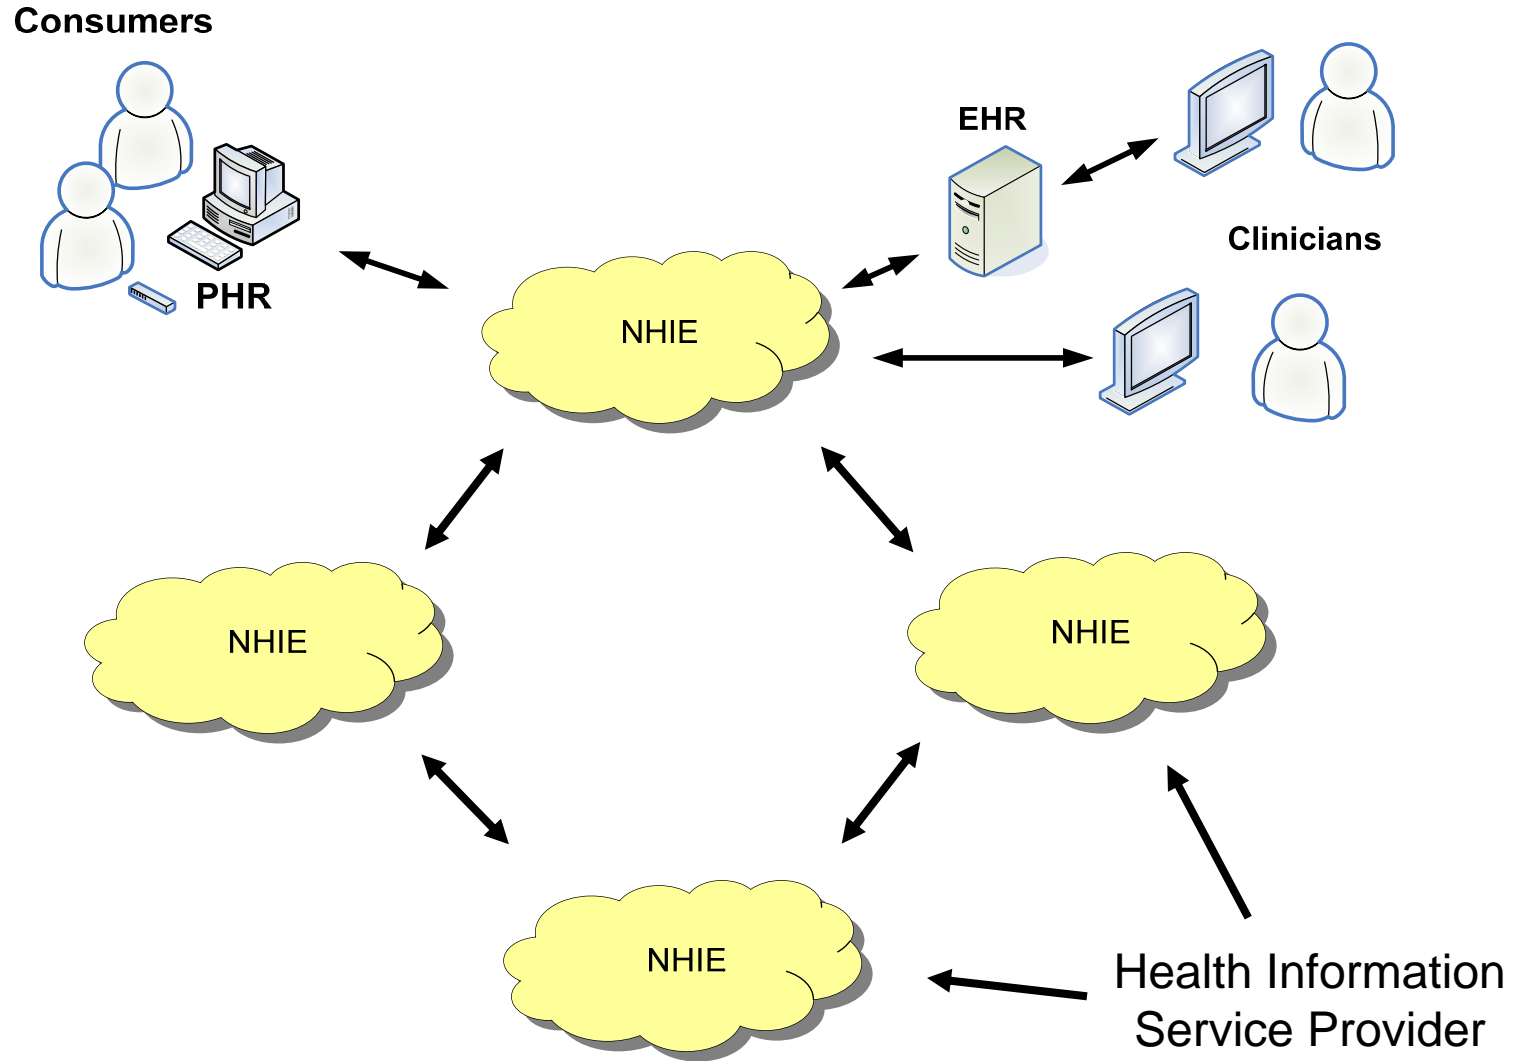 Consumers
EHR
Clinicians
PHR
NHIE
NHIE
NHIE
NHIE
Health Information
Service Provider